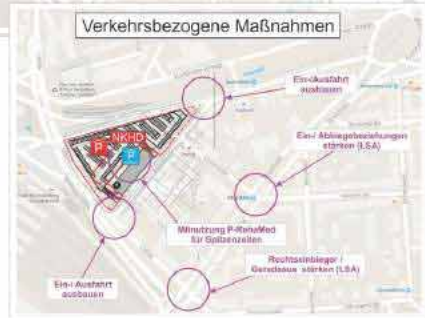 Verkehrsbezogene Maßnahmen
Ein-/Ausfahrt
ausbauen
NKHD
P
P
Ein-/ Abbiegebeziehungen
stärken (LSA)
Mitnutzung P-RehaMed
für Spitzenzeiten
Rechtseinbieger /
Geradeaus stärken (LSA)
Ein-/ Ausfahrt
ausbauen